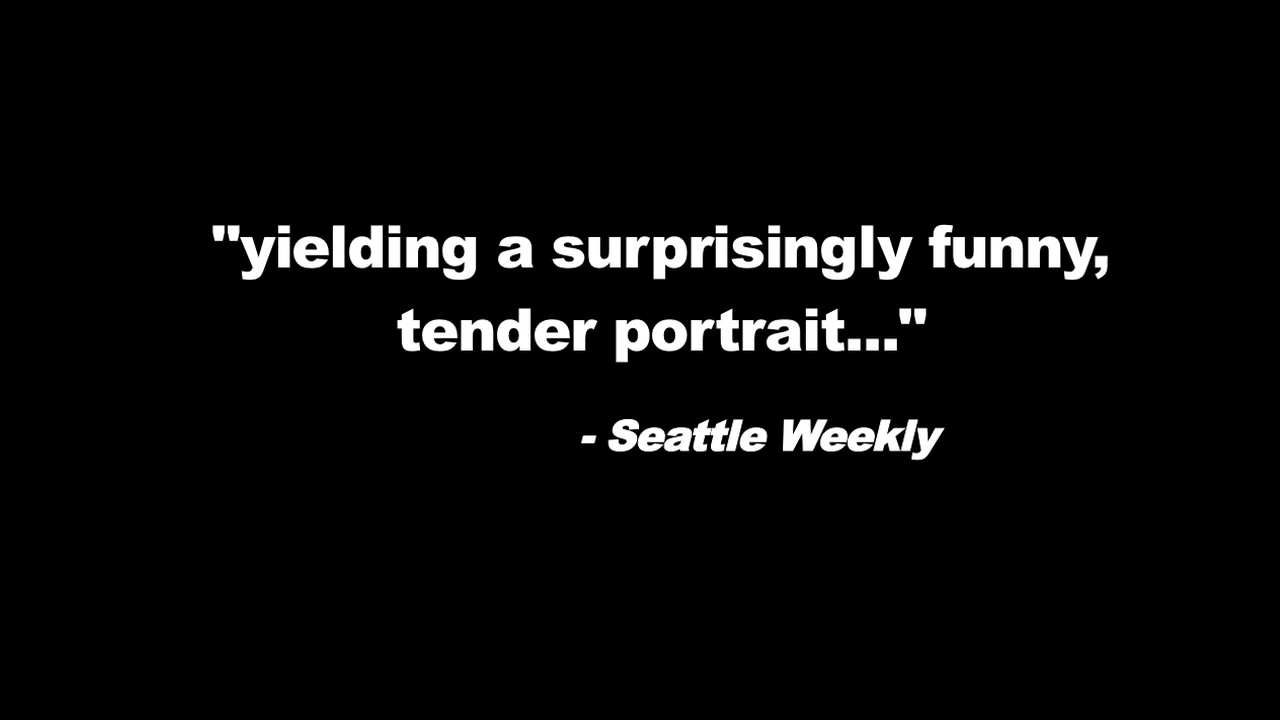 "yielding a surprisingly funny,
tender portrait..."
- Seattle Weekly